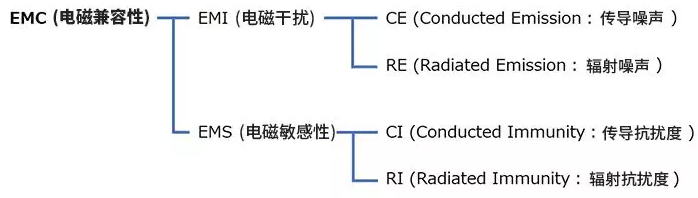 EMC (电磁兼容性)
EMI (电磁干扰)
CE (Conducted Emission：传导噪声)
RE (Radiated Emission：辐射噪声)
EMS (电磁敏感性)
CI (Conducted Immunity：传导抗扰度)
RI (Radiated Immunity：辐射抗扰度)